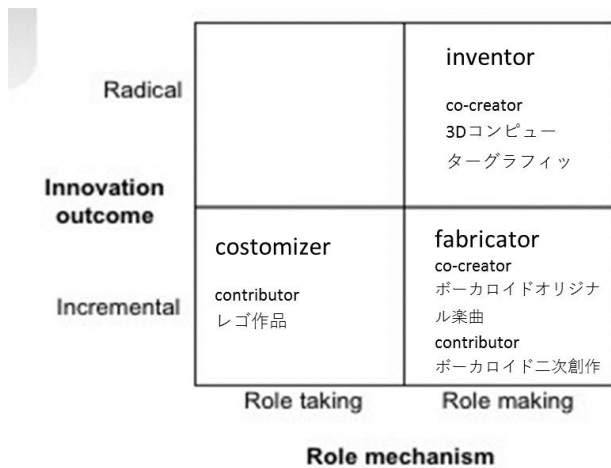 inventor
Radical
co-creator
3Dコンピュー
ターグラフィッ
Innovation
outcome
costomizer
fabricator
co-creator
contributor
ボーカロイドオリジナ
Incremental
レゴ作品
ル楽曲
contributor
ボーカロイド二次創作
Role taking
Role making
Role mechanism